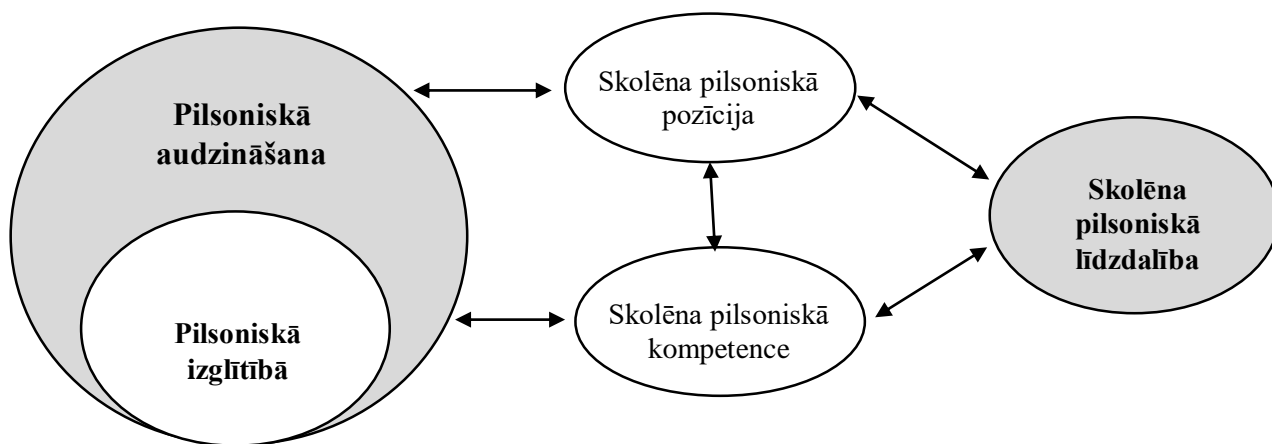 Pilsoniskā
audzināšana
Pilsoniskā
izglītībā
Skolēna pilsoniskā
pozīcija
Skolēna pilsoniskā
kompetence
Skolēna
pilsoniskā
līdzdalība